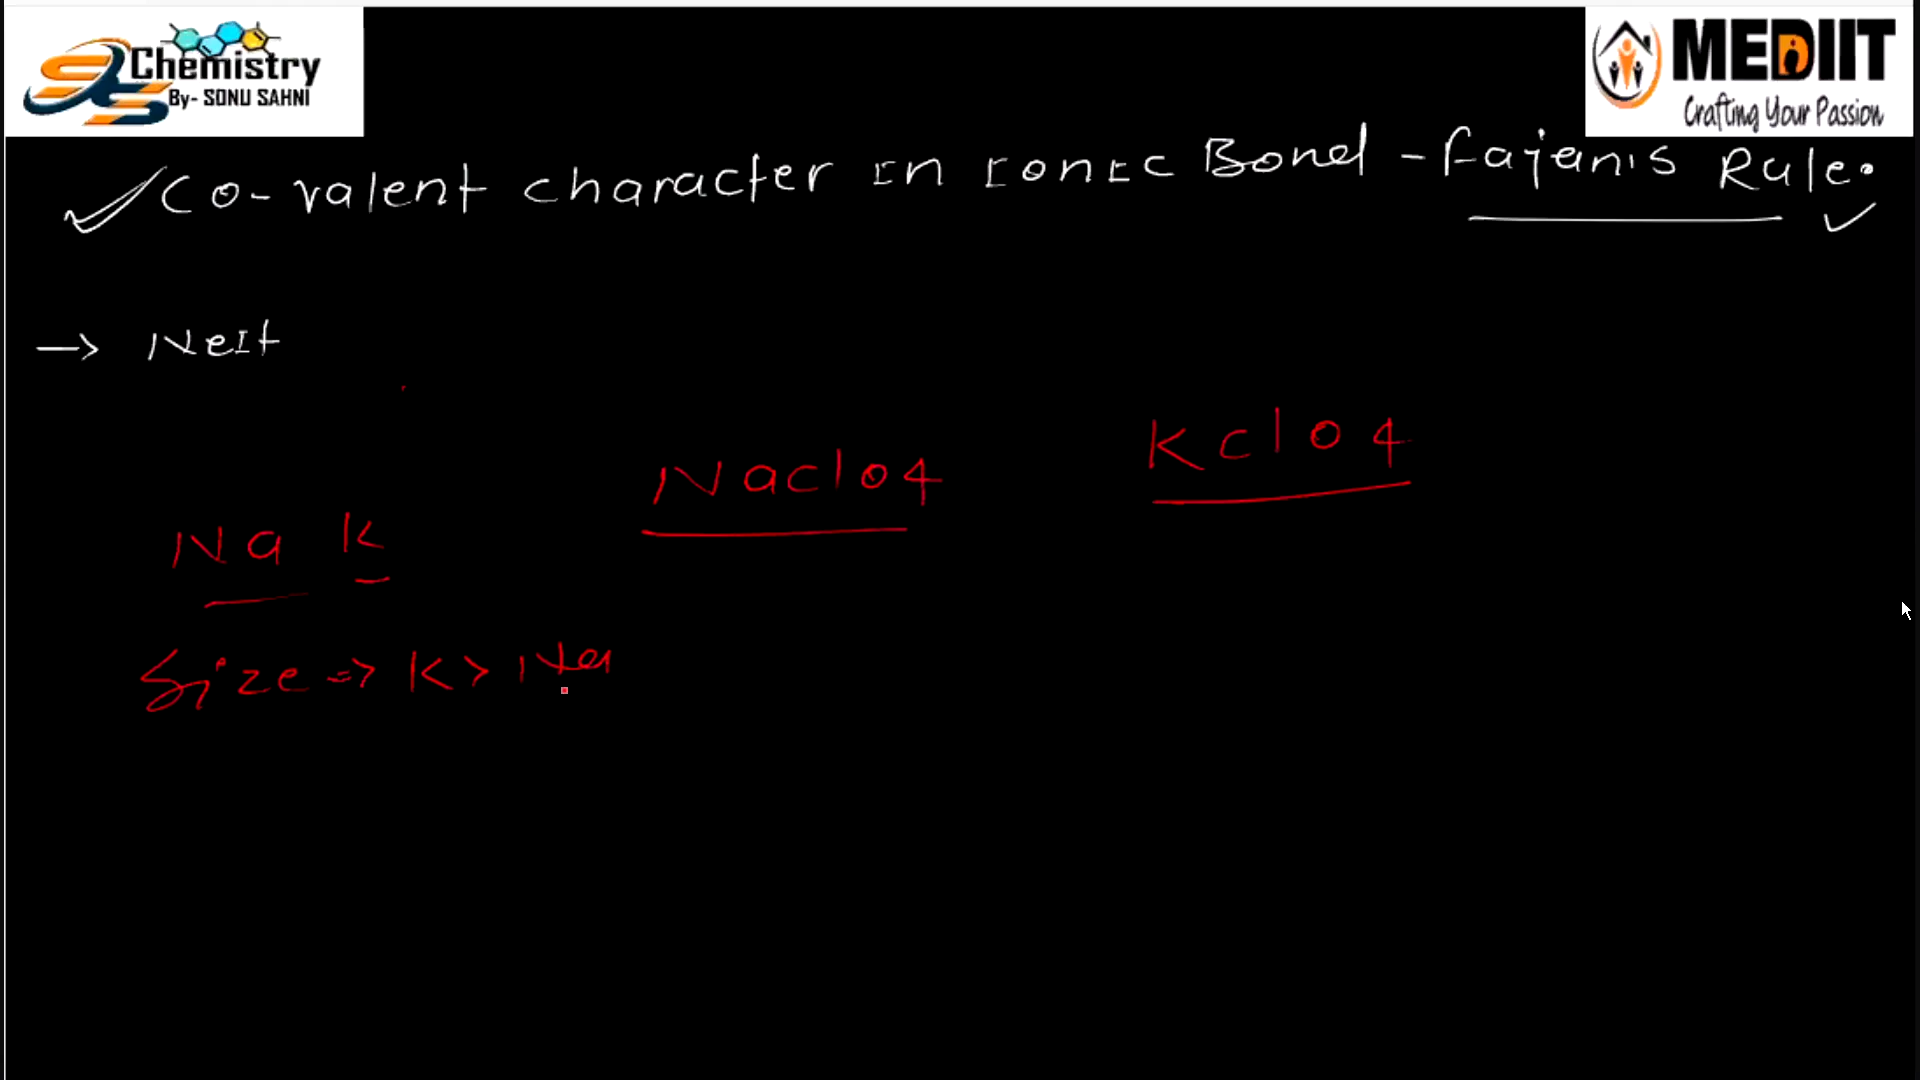 Chemistry
By- SONU SAHNI
MEDIIT
Crafting Your Passion
Co-valent character In Ionic Bond - Fajan's Rule.
→ NeIt
NaClO4
KClO4
Na K
Size => K > Na